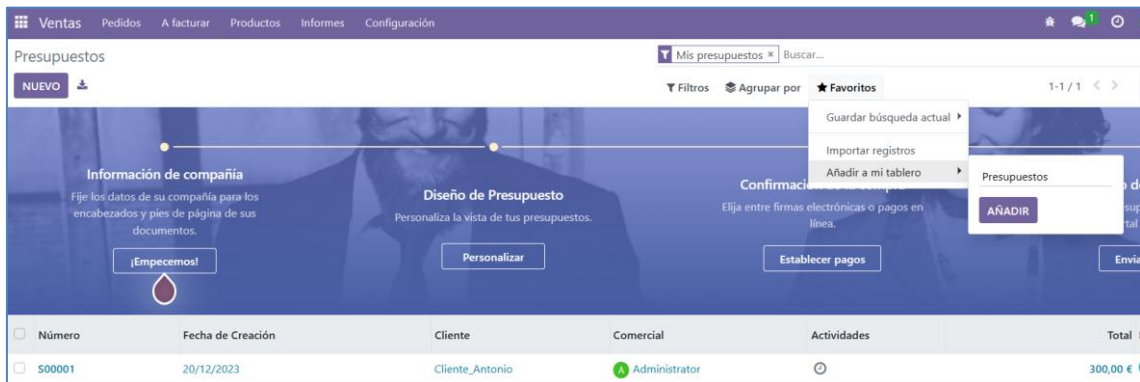 Ventas Pedidos A facturar Productos Informes Configuración 1
Presupuestos Mis presupuestos × Buscar...
NUEVO Filtros Agrupar por Favoritos 1-1 / 1
Guardar búsqueda actual
Importar registros
Añadir a mi tablero
Presupuestos
AÑADIR
Información de compañía
Fije los datos de su compañía para los
encabezados y pies de página de sus
documentos.
¡Empecemos!
Diseño de Presupuesto
Personaliza la vista de tus presupuestos.
Personalizar
Elija entre firmas electrónicas o pagos en
línea.
Establecer pagos
Número Fecha de Creación Cliente Comercial Actividades Total
S00001 20/12/2023 Cliente_Antonio A Administrator 300,00 €